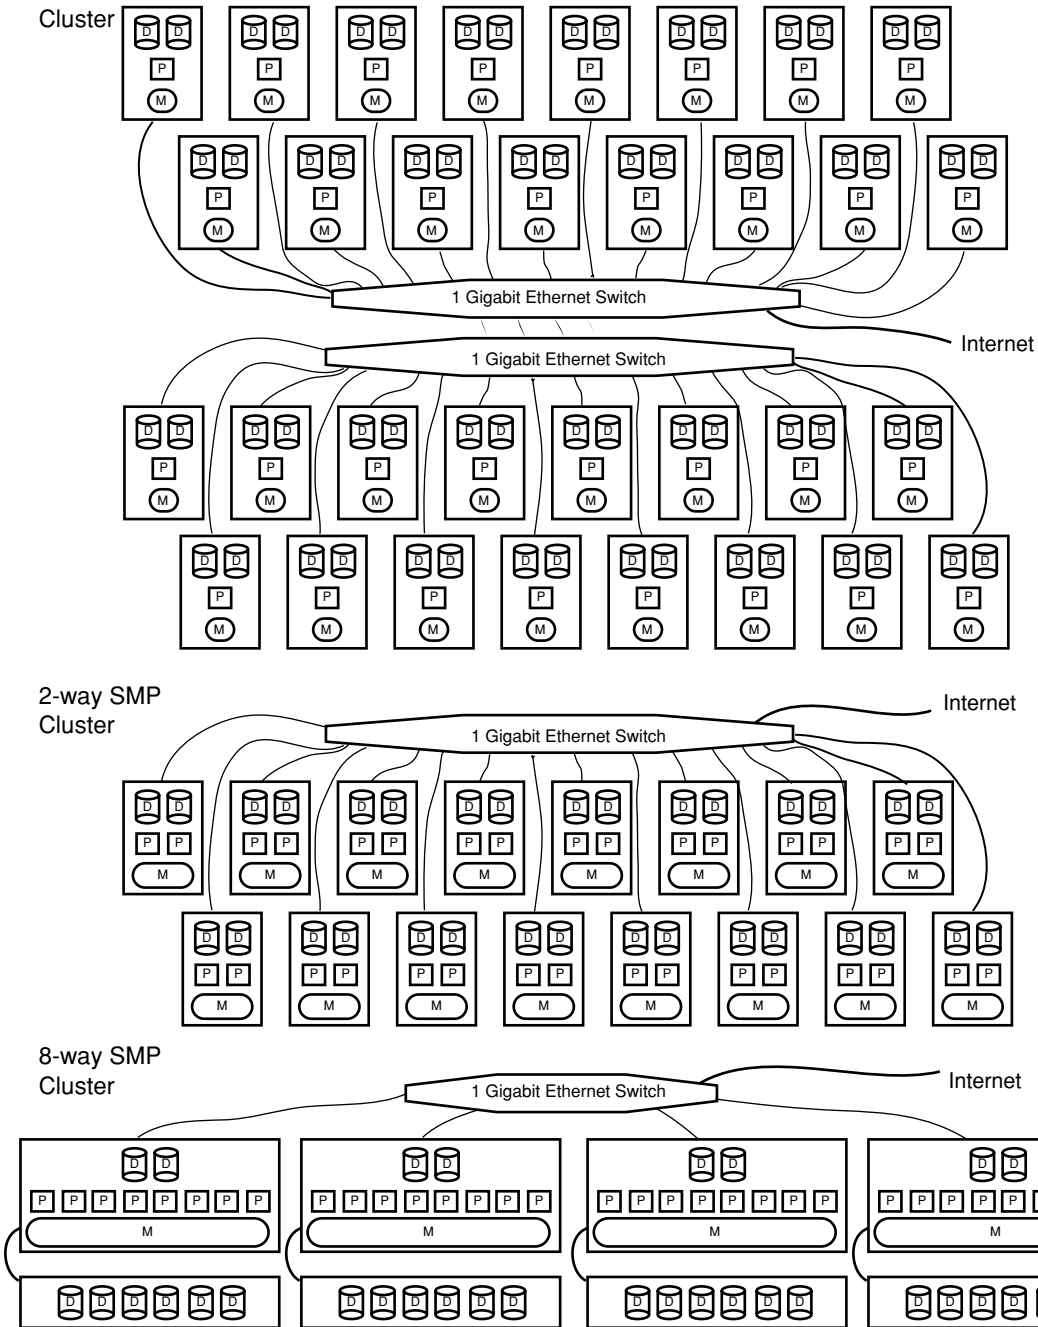 Cluster
D D D D D D D D D D D D D D D D
P P P P P P P P
M M M M M M M M
D D D D D D D D D D D D D D D D
P P P P P P P P
M M M M M M M M
1 Gigabit Ethernet Switch
Internet
1 Gigabit Ethernet Switch
D D D D D D D D D D D D D D D D
P P P P P P P P
M M M M M M M M
D D D D D D D D D D D D D D D D
P P P P P P P P
M M M M M M M M
2-way SMP
Cluster
Internet
1 Gigabit Ethernet Switch
D D D D D D D D D D D D D D D D
P P P P P P P P P P P P P P P P
M M M M M M M M
D D D D D D D D D D D D D D D D
P P P P P P P P P P P P P P P P
M M M M M M M M
8-way SMP
Cluster
Internet
1 Gigabit Ethernet Switch
D D D D D D D D
P P P P P P P P P P P P P P P P P P P P P P P P P P P P P
M M M M
D D D D D D D D D D D D D D D D D D D D D D